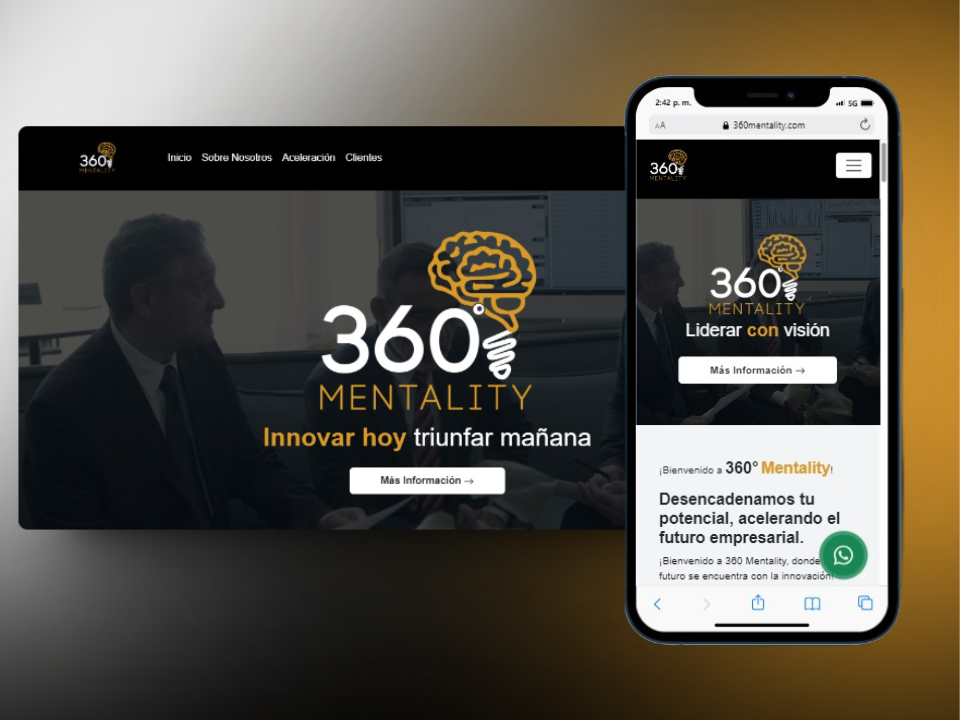 360°
MENTALITY
Inicio Sobre Nosotros Aceleración Clientes
360°
MENTALITY
Innovar hoy triunfar mañana
Más Información →
2:42 p. m.
5G
AA
360mentality.com
360°
MENTALITY
360°
MENTALITY
Liderar con visión
Más Información →
¡Bienvenido a 360° Mentality!
Desencadenamos tu
potencial, acelerando el
futuro empresarial.
¡Bienvenido a 360 Mentality, donde
futuro se encuentra con la innovación!